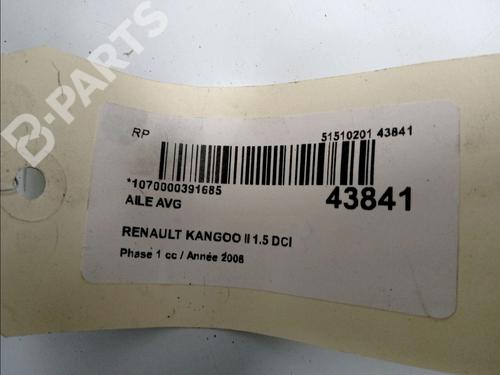 RP
51510201 43841
*1070000391685
43841
AILE AVG
RENAULT KANGOO II 1.5 DCI
Phase 1 cc / Année 2008
B-PARTS